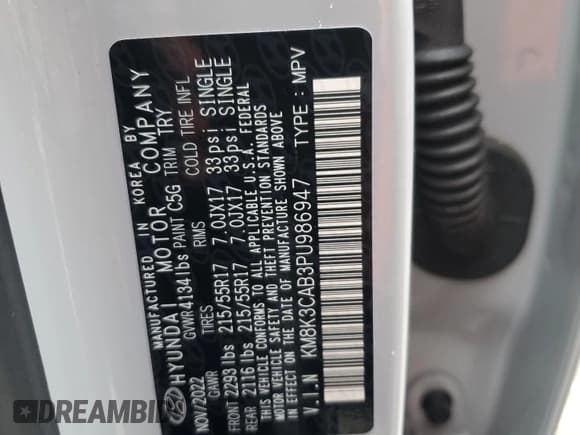 MANUFACTURED IN KOREA BY
HYUNDAI MOTOR COMPANY
NOV/2022 GVWR 4134 lbs PAINT C5G TRIM TRY
GAWR TIRES RIMS COLD TIRE INFL
FRONT 2293 lbs 215/55R17 7.0JX17 33psi SINGLE
REAR 2116 lbs 215/55R17 7.0JX17 33psi SINGLE
THIS VEHICLE CONFORMS TO ALL APPLICABLE U.S.A. FEDERAL
MOTOR VEHICLE SAFETY AND THEFT PREVENTION STANDARDS
IN EFFECT ON THE DATE OF MANUFACTURE SHOWN ABOVE
V.I.N KM8K3CAB3PU986947 TYPE : MPV
DREAMBID